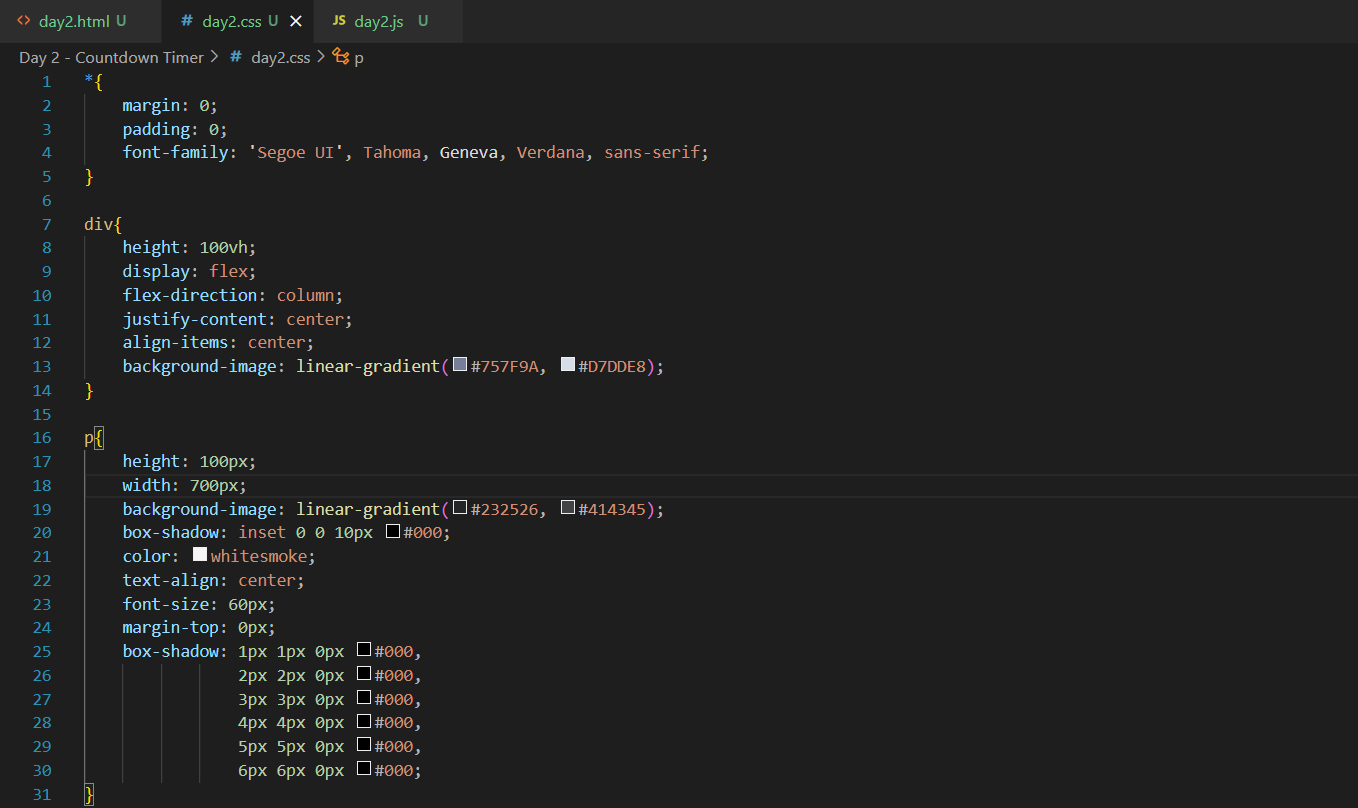 <> day2.html U # day2.css U × JS day2.js U
Day 2 - Countdown Timer > # day2.css > p
1 *{
2     margin: 0;
3     padding: 0;
4     font-family: 'Segoe UI', Tahoma, Geneva, Verdana, sans-serif;
5 }
6
7 div{
8     height: 100vh;
9     display: flex;
10     flex-direction: column;
11     justify-content: center;
12     align-items: center;
13     background-image: linear-gradient(#757F9A, #D7DDE8);
14 }
15
16 p{
17     height: 100px;
18     width: 700px;
19     background-image: linear-gradient(#232526, #414345);
20     box-shadow: inset 0 0 10px #000;
21     color: whitesmoke;
22     text-align: center;
23     font-size: 60px;
24     margin-top: 0px;
25     box-shadow: 1px 1px 0px #000,
26                 2px 2px 0px #000,
27                 3px 3px 0px #000,
28                 4px 4px 0px #000,
29                 5px 5px 0px #000,
30                 6px 6px 0px #000;
31 }